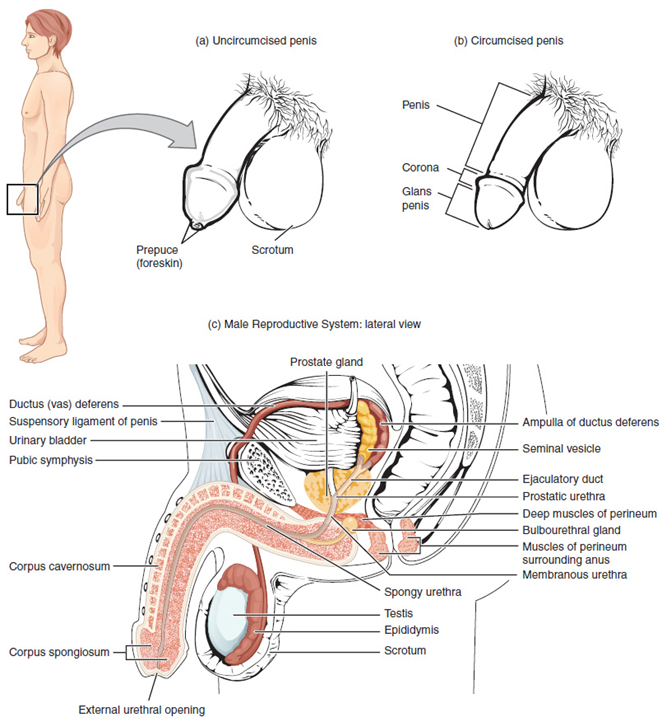 (a) Uncircumcised penis
Prepuce
(foreskin)
Scrotum
(b) Circumcised penis
Penis
Corona
Glans
penis
(c) Male Reproductive System: lateral view
Prostate gland
Ductus (vas) deferens
Suspensory ligament of penis
Urinary bladder
Pubic symphysis
Corpus cavernosum
Corpus spongiosum
External urethral opening
Ampulla of ductus deferens
Seminal vesicle
Ejaculatory duct
Prostatic urethra
Deep muscles of perineum
Bulbourethral gland
Muscles of perineum
surrounding anus
Membranous urethra
Spongy urethra
Testis
Epididymis
Scrotum